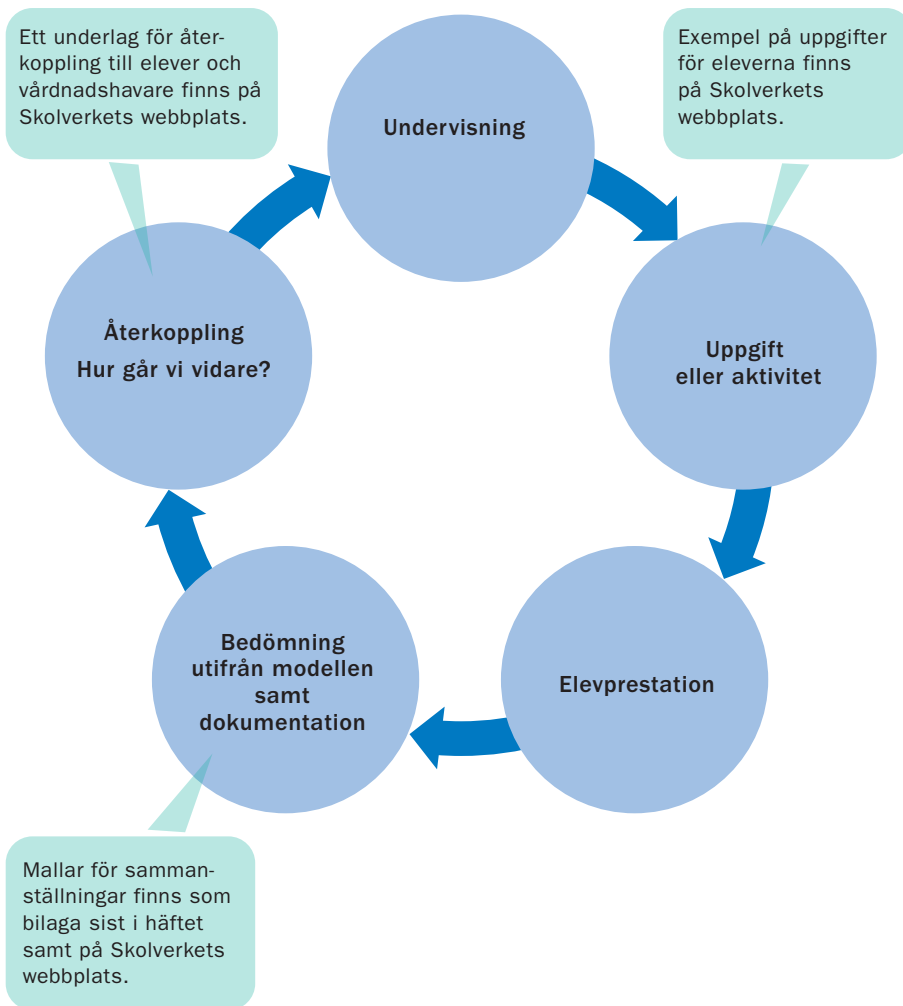 Ett underlag för åter-
koppling till elever och
vårdnadshavare finns på
Skolverkets webbplats.
Exempel på uppgifter
för eleverna finns
på Skolverkets
webbplats.
Undervisning
Återkoppling
Hur går vi vidare?
Uppgift
eller aktivitet
Bedömning
utifrån modellen
samt
dokumentation
Elevprestation
Mallar för samman-
ställningar finns som
bilaga sist i häftet
samt på Skolverkets
webbplats.